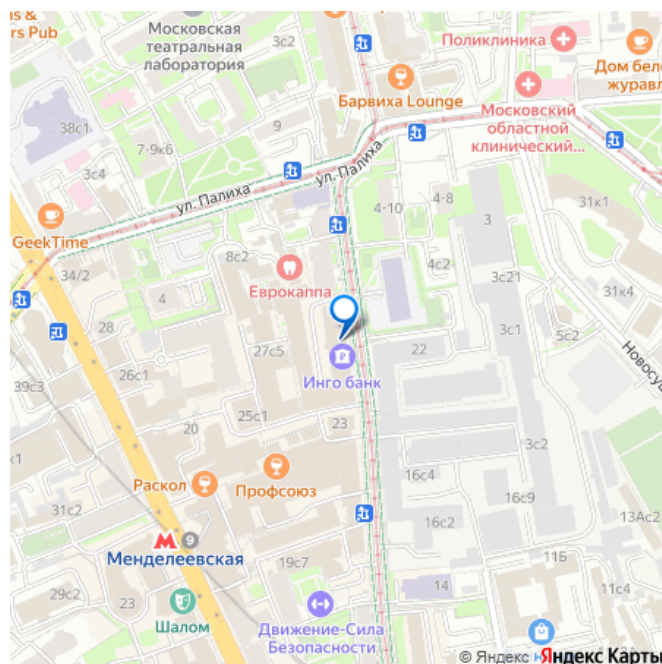 s &
rs Pub
Московская
театральная
лаборатория
3с2
Поликлиника
Дом бело
журавл
Барвиха Lounge
Московский
областной
клинический...
38с1
9
7-9к6
3с4
ул. Палиха
ул. Палиха
GeekTime
34/2
8с2
4-10
4-8
3
31к1
Еврокаппа
4с2
3с21
4
31к4
28
3с1
5с2
Новосущ
27с5
22
Инго банк
26с1
39с3
25с1
23
20
3с2
Раскол
Профсоюз
16с4
16с9
31с2
16с2
13Ас2
9
Менделеевская
19с7
11Б
29с2
23
14
11с4
Шалом
Движение-Сила
Безопасности
© Яндекс
Яндекс Карты